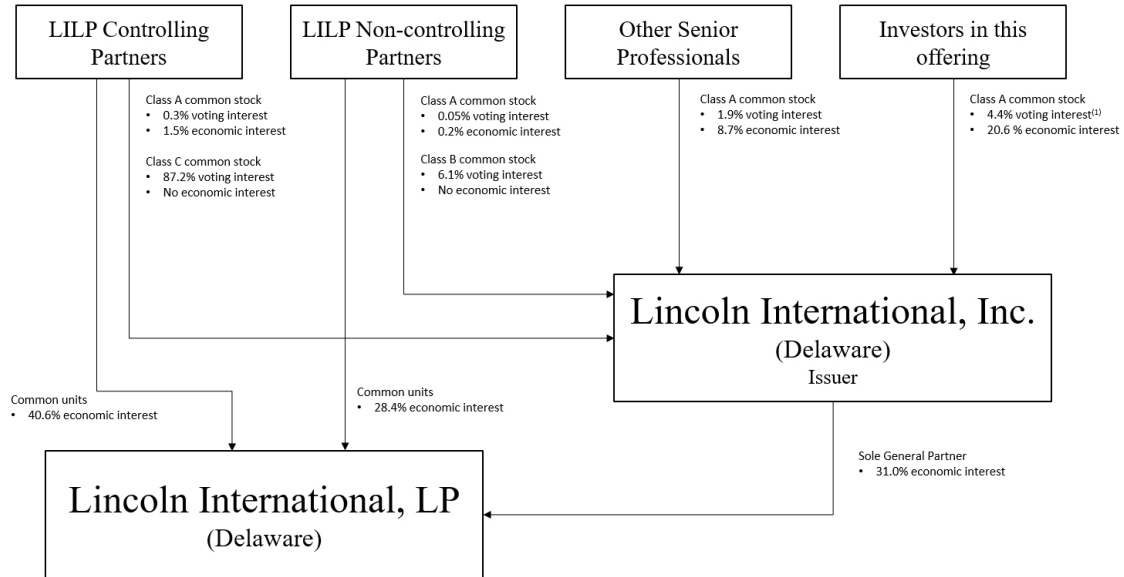 LILP Controlling
Partners
LILP Non-controlling
Partners
Other Senior
Professionals
Investors in this
offering
Class A common stock
• 0.3% voting interest
• 1.5% economic interest
Class C common stock
• 87.2% voting interest
• No economic interest
Class A common stock
• 0.05% voting interest
• 0.2% economic interest
Class B common stock
• 6.1% voting interest
• No economic interest
Class A common stock
• 1.9% voting interest
• 8.7% economic interest
Class A common stock
• 4.4% voting interest(1)
• 20.6 % economic interest
Lincoln International, Inc.
(Delaware)
Issuer
Common units
• 40.6% economic interest
Common units
• 28.4% economic interest
Sole General Partner
• 31.0% economic interest
Lincoln International, LP
(Delaware)